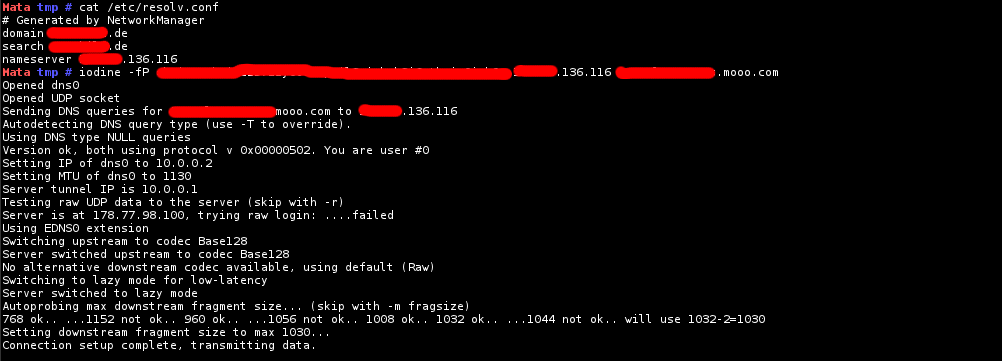 Mata tmp # cat /etc/resolv.conf
# Generated by NetworkManager
domain .de
search .de
nameserver .136.116
Mata tmp # iodine -fP .136.116 .mooo.com
Opened dns0
Opened UDP socket
Sending DNS queries for mooo.com to .136.116
Autodetecting DNS query type (use -T to override).
Using DNS type NULL queries
Version ok, both using protocol v 0x00000502. You are user #0
Setting IP of dns0 to 10.0.0.2
Setting MTU of dns0 to 1130
Server tunnel IP is 10.0.0.1
Testing raw UDP data to the server (skip with -r)
Server is at 178.77.98.100, trying raw login: ....failed
Using EDNS0 extension
Switching upstream to codec Base128
Server switched upstream to codec Base128
No alternative downstream codec available, using default (Raw)
Switching to lazy mode for low-latency
Server switched to lazy mode
Autoprobing max downstream fragment size... (skip with -m fragsize)
768 ok.. ...1152 not ok.. 960 ok.. ...1056 not ok.. 1008 ok.. 1032 ok.. ...1044 not ok.. will use 1032-2=1030
Setting downstream fragment size to max 1030...
Connection setup complete, transmitting data.